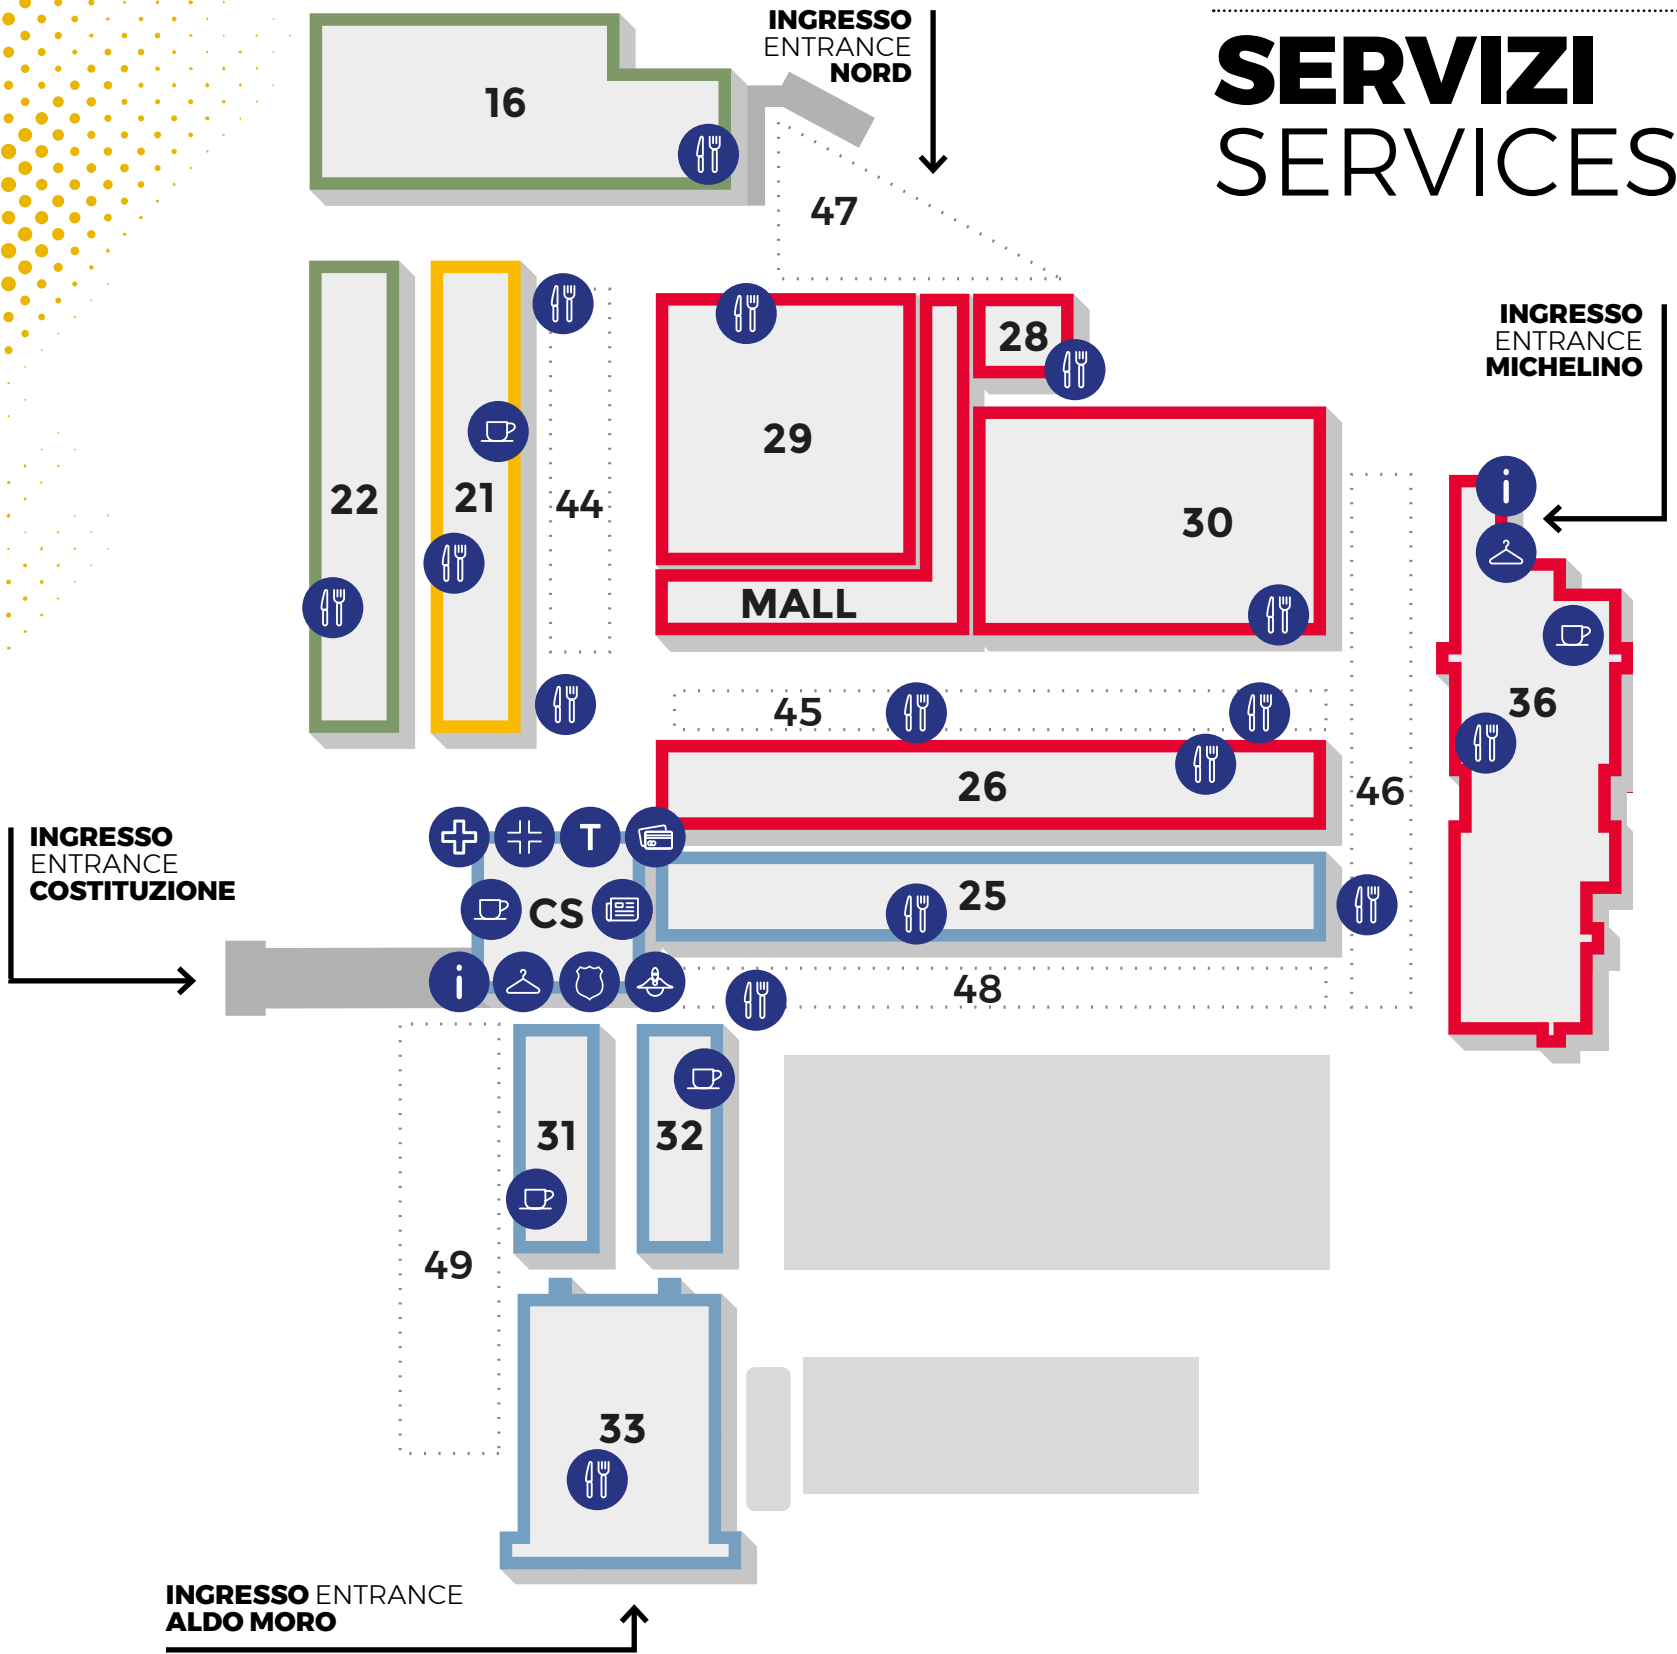 INGRESSO
ENTRANCE
NORD
SERVIZI
SERVICES
16
47
28
INGRESSO
ENTRANCE
MICHELINO
29
22
21
44
30
MALL
36
45
26
46
INGRESSO
ENTRANCE
COSTITUZIONE
T
CS
25
i
i
48
31
32
49
33
INGRESSO ENTRANCE
ALDO MORO